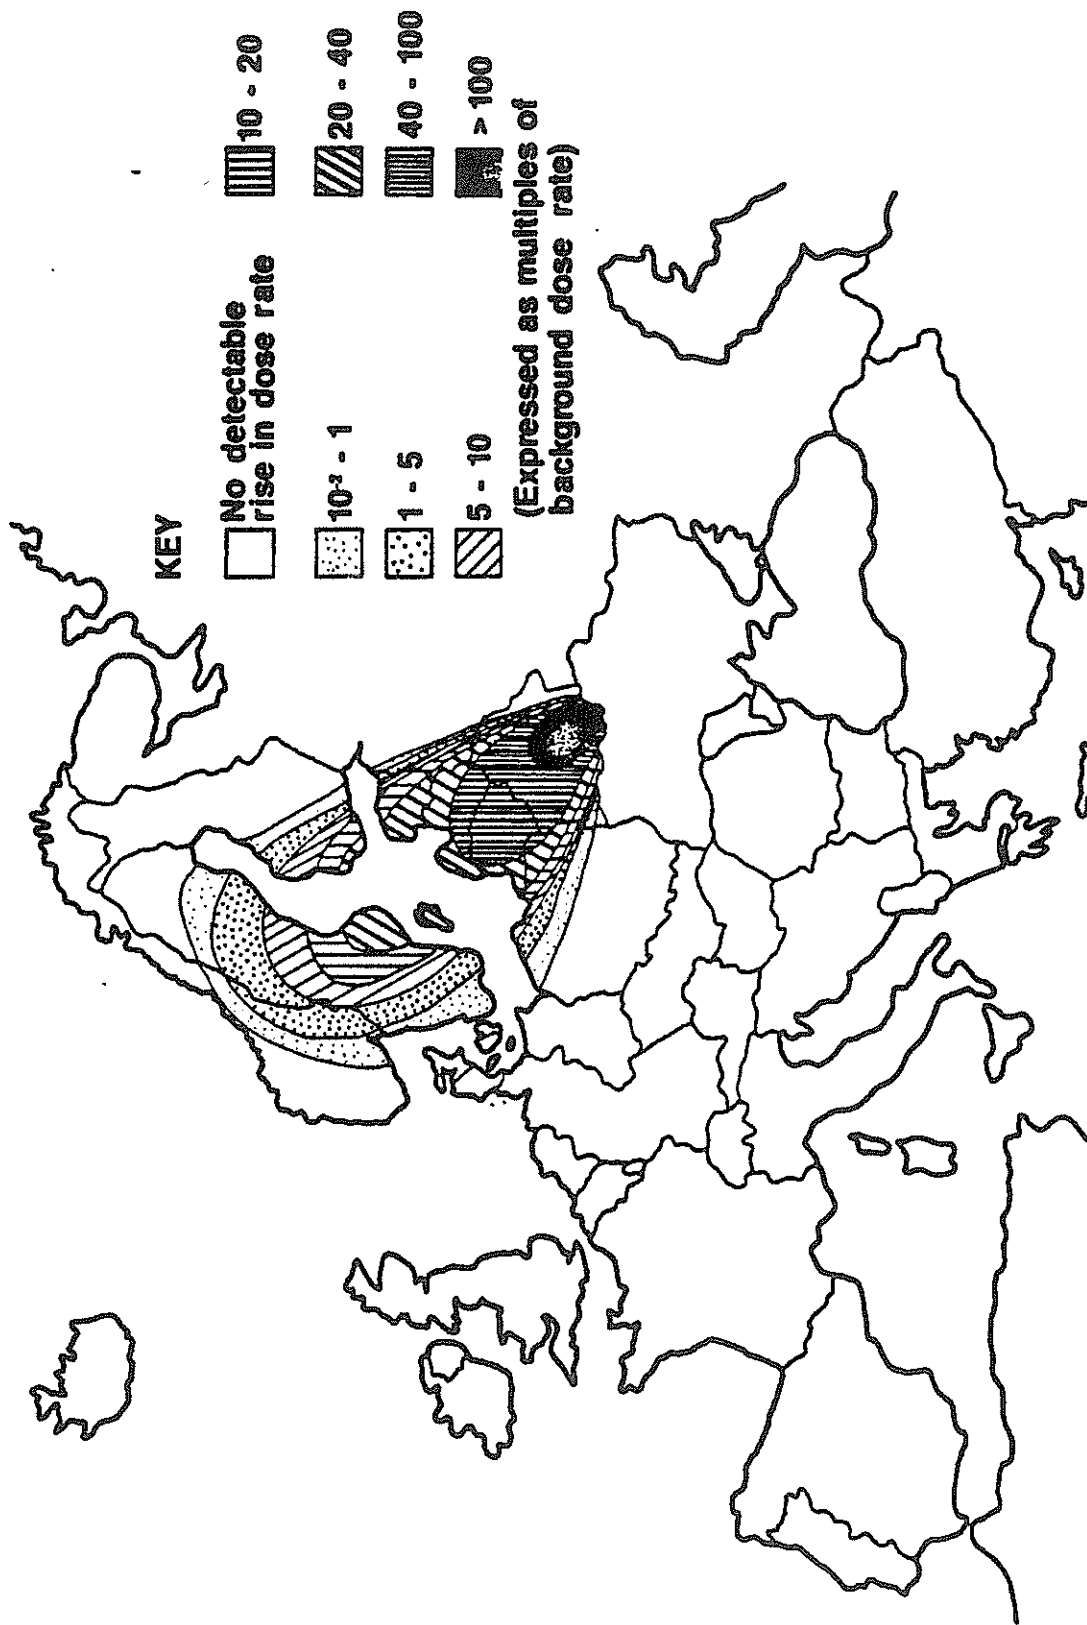 KEY
No detectable
rise in dose rate
10⁻² - 1
1 - 5
5 - 10
10 - 20
20 - 40
40 - 100
> 100
(Expressed as multiples of
background dose rate)